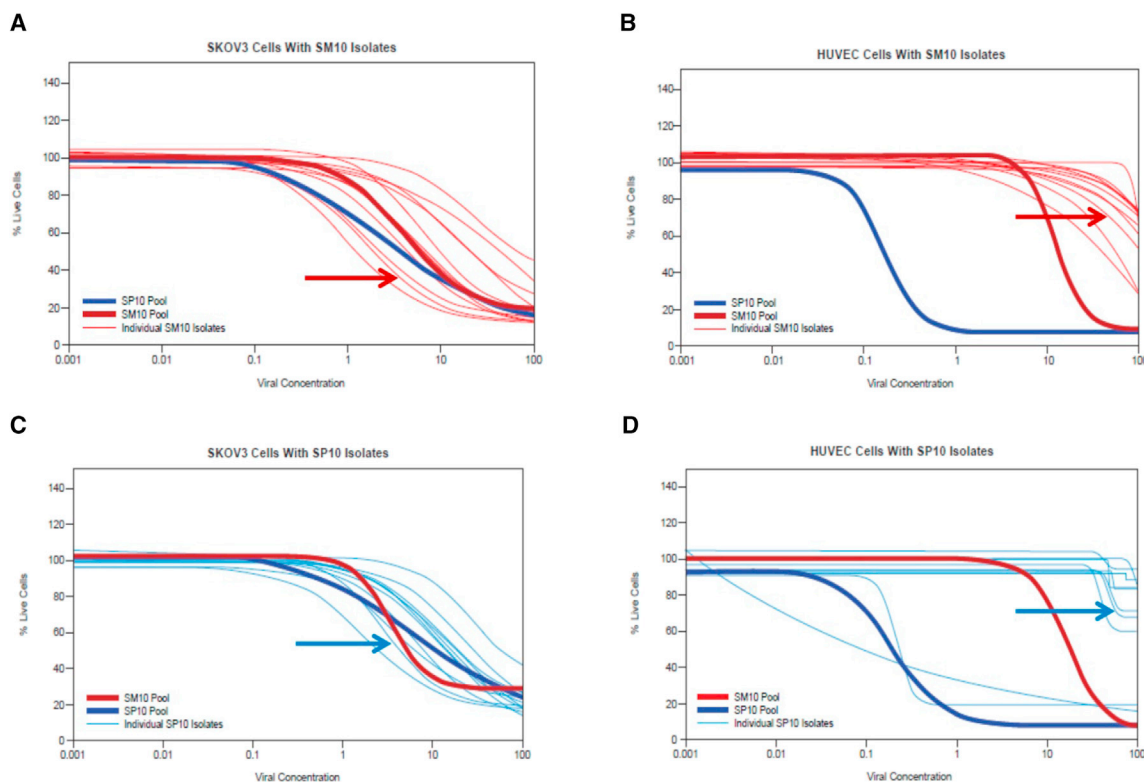 A
SKOV3 Cells With SM10 Isolates
140
120
100
80
60
40
20
0
% Live Cells
SP10 Pool
SM10 Pool
Individual SM10 Isolates
0.001
0.01
0.1
1
10
100
Viral Concentration
B
HUVEC Cells With SM10 Isolates
140
120
100
80
60
40
20
0
% Live Cells
SP10 Pool
SM10 Pool
Individual SM10 Isolates
0.001
0.01
0.1
1
10
100
Viral Concentration
C
SKOV3 Cells With SP10 Isolates
140
120
100
80
60
40
20
0
% Live Cells
SM10 Pool
SP10 Pool
Individual SP10 Isolates
0.001
0.01
0.1
1
10
100
Viral Concentration
D
HUVEC Cells With SP10 Isolates
140
120
100
80
60
40
20
0
% Live Cells
SM10 Pool
SP10 Pool
Individual SP10 Isolates
0.001
0.01
0.1
1
10
100
Viral Concentration